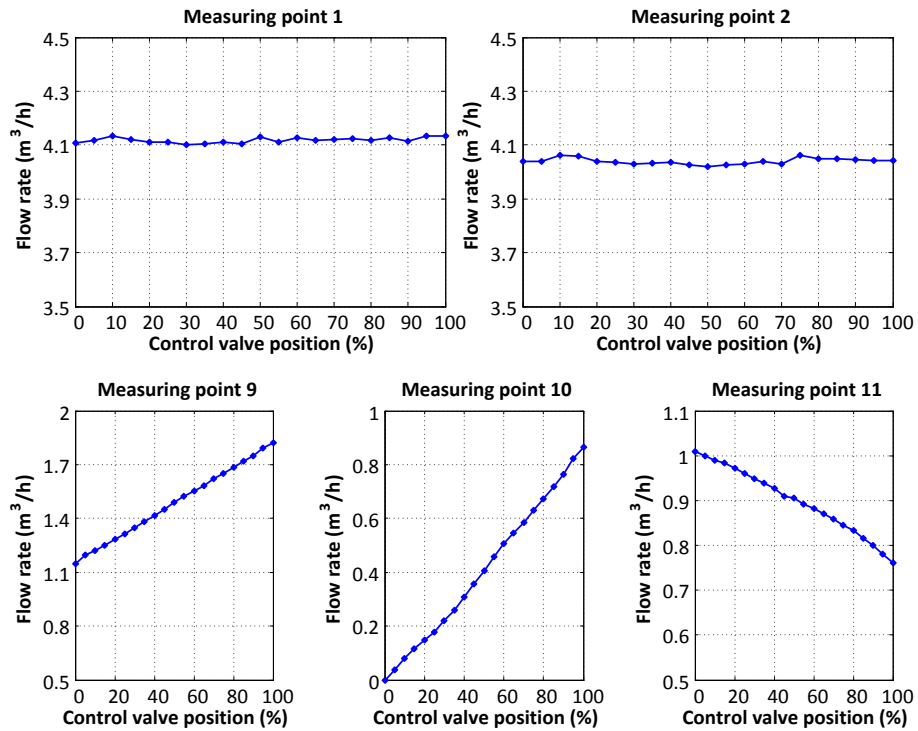 Measuring point 1
Measuring point 2
4.5
4.3
4.1
3.9
3.7
3.5
Flow rate (m³/h)
0 10 20 30 40 50 60 70 80 90 100
Control valve position (%)
4.5
4.3
4.1
3.9
3.7
3.5
Flow rate (m³/h)
0 10 20 30 40 50 60 70 80 90 100
Control valve position (%)
Measuring point 9
2
1.7
1.4
1.1
0.8
0.5
Flow rate (m³/h)
0 20 40 60 80 100
Control valve position (%)
Measuring point 10
1
0.8
0.6
0.4
0.2
0
Flow rate (m³/h)
0 20 40 60 80 100
Control valve position (%)
Measuring point 11
1.1
1
0.9
0.8
0.7
0.6
0.5
Flow rate (m³/h)
0 20 40 60 80 100
Control valve position (%)